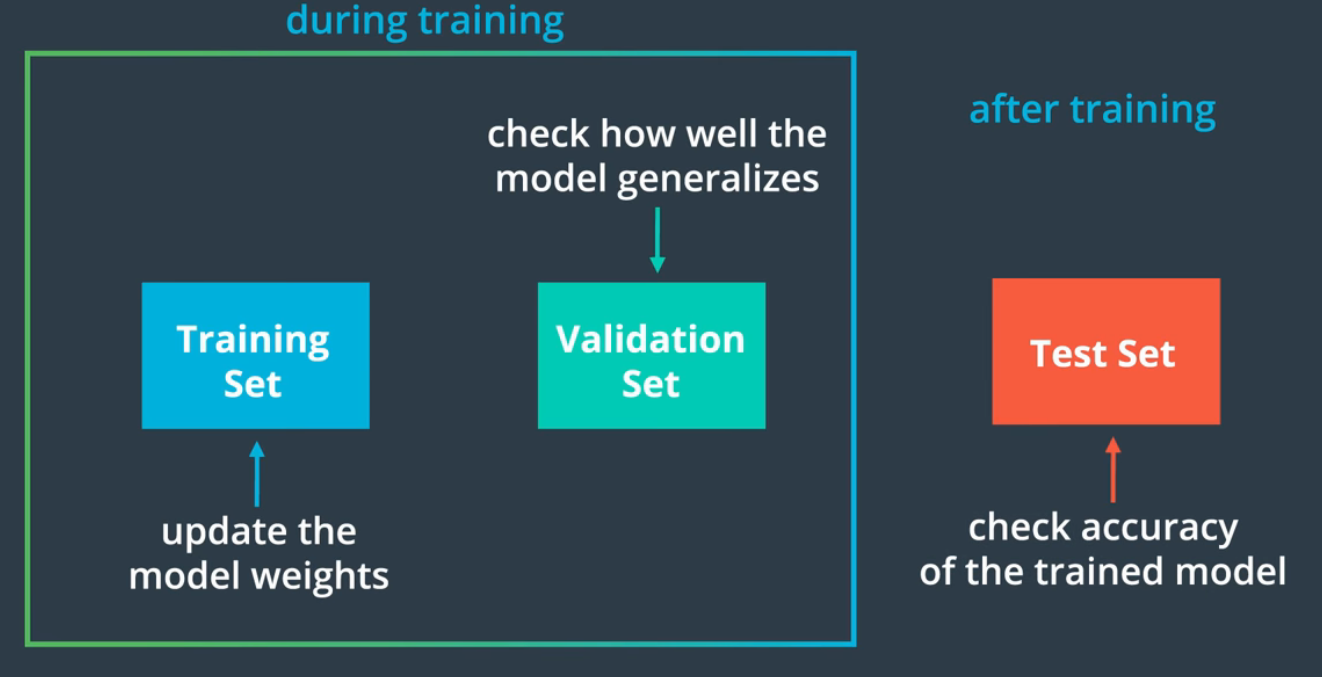 during training
after training
check how well the
model generalizes
Training
Set
Validation
Set
Test Set
update the
model weights
check accuracy
of the trained model